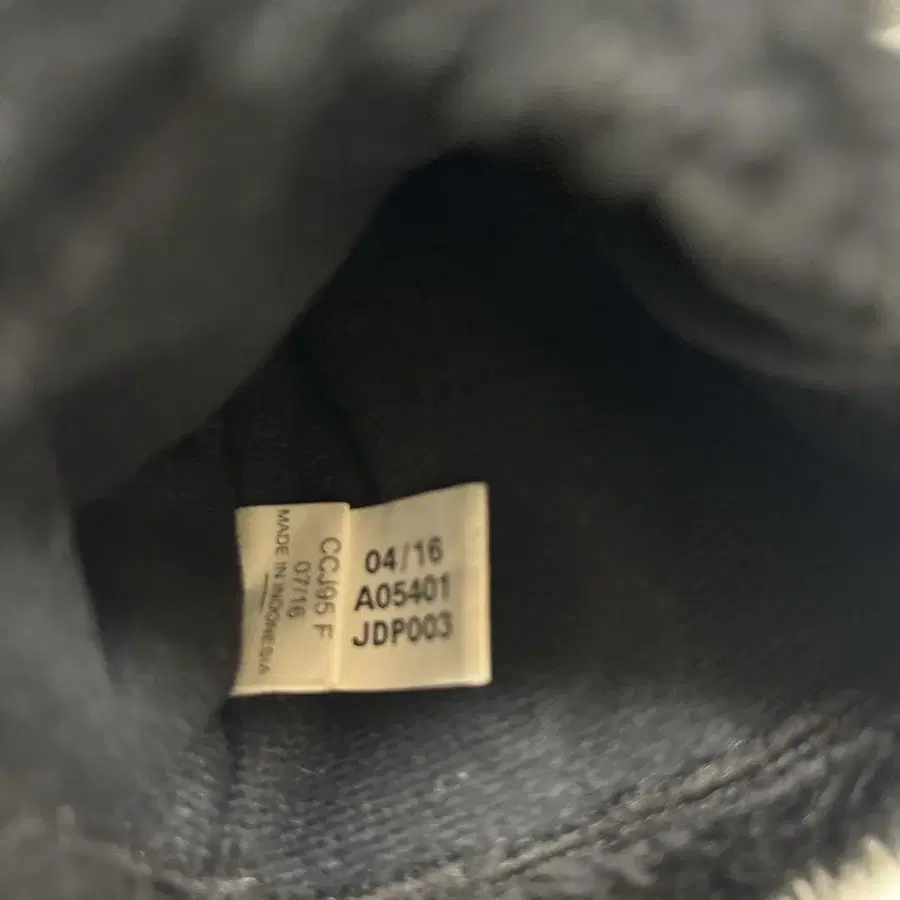 04/16
A05401
JDP003
CCJ95 F
07/16
MADE IN INDONESIA